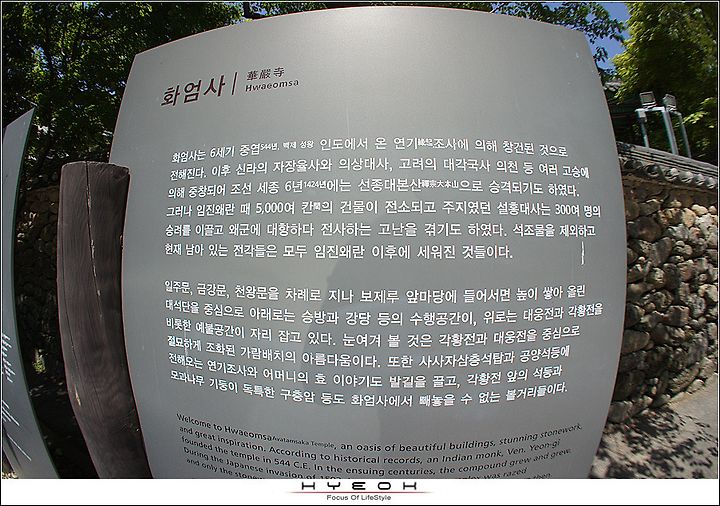 화엄사 | 華嚴寺
Hwaeomsa
화엄사는 6세기 중엽544년, 백제 성왕 인도에서 온 연기緣起조사에 의해 창건된 것으로
전해진다. 이후 신라의 자장율사와 의상대사, 고려의 대각국사 의천 등 여러 고승에
의해 중창되어 조선 세종 6년1424년에는 선종대본산禪宗大本山으로 승격되기도 하였다.
그러나 임진왜란 때 5,000여 칸間의 건물이 전소되고 주지였던 설홍대사는 300여 명의
승려를 이끌고 왜군에 대항하다 전사하는 고난을 겪기도 하였다. 석조물을 제외하고
현재 남아 있는 전각들은 모두 임진왜란 이후에 세워진 것들이다.
일주문, 금강문, 천왕문을 차례로 지나 보제루 앞마당에 들어서면 높이 쌓아 올린
대석단을 중심으로 아래로는 승방과 강당 등의 수행공간이, 위로는 대웅전과 각황전을
비롯한 예불공간이 자리 잡고 있다. 눈여겨 볼 것은 각황전과 대웅전을 중심으로
절묘하게 조화된 가람배치의 아름다움이다. 또한 사사자삼층석탑과 공양석등에
전해오는 연기조사와 어머니의 효 이야기도 발길을 끌고, 각황전 앞의 석등과
모과나무 기둥이 독특한 구층암 등도 화엄사에서 빼놓을 수 없는 볼거리들이다.
Welcome to Hwaeomsa Avatamsaka Temple, an oasis of beautiful buildings, stunning stonework
and great inspiration. According to historical records, an Indian monk, Ven. Yeon-gi
founded the temple in 544 C.E. In the ensuing centuries, the compound grew and grew.
During the Japanese invasion of was razed
and only the
HYEOK
Focus Of LifeStyle